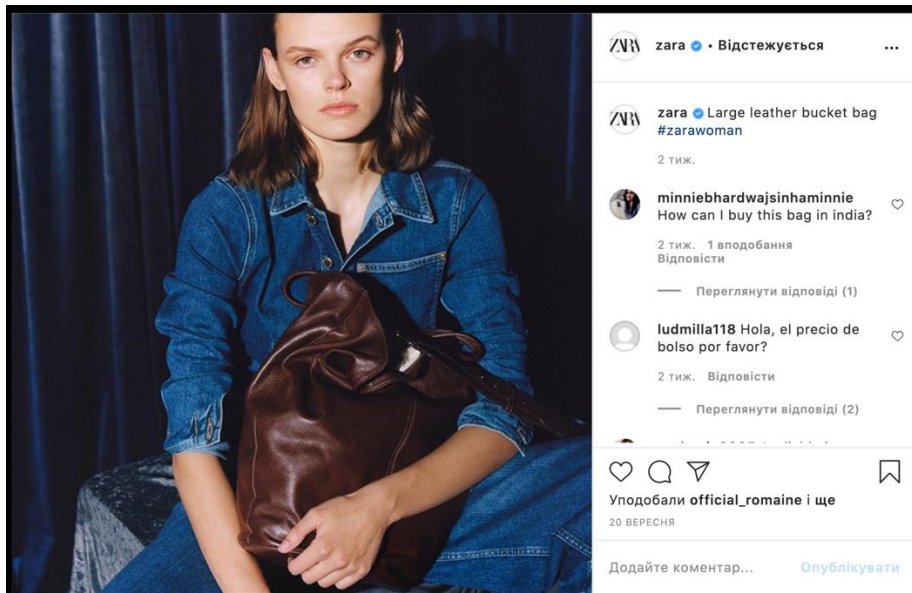 ZARA zara • Відстежується ...
ZARA zara Large leather bucket bag
#zarawoman
2 тиж.
minniebhardwajsinhaminnie
How can I buy this bag in india?
2 тиж. 1 вподобання
Відповісти
Переглянути відповіді (1)
ludmilla118 Hola, el precio de
bolso por favor?
2 тиж. Відповісти
Переглянути відповіді (2)
Уподобали official_romaine і ще
20 ВЕРЕСНЯ
Додайте коментар... Опублікувати